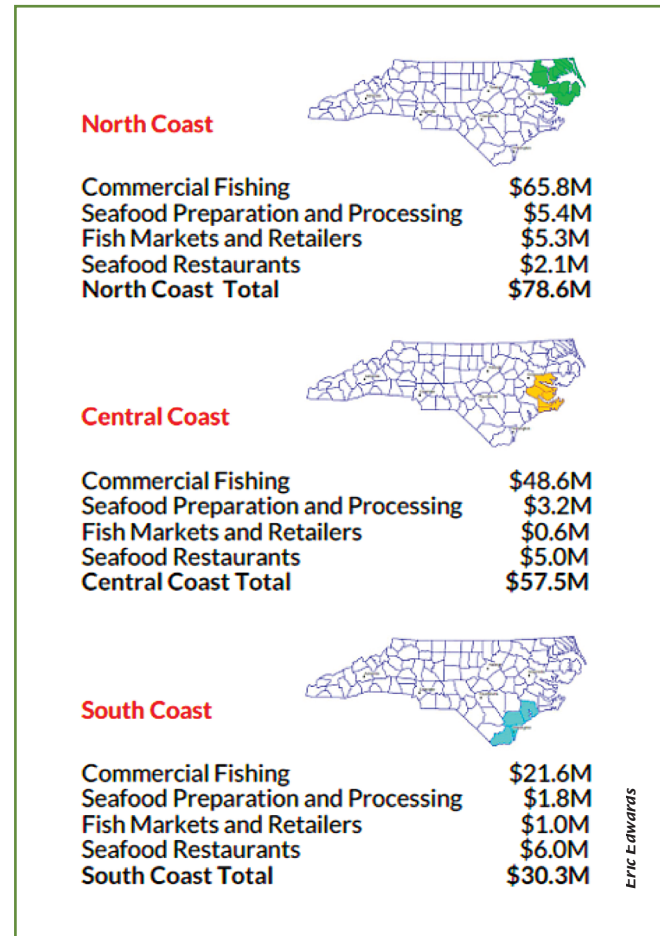 North Coast
Commercial Fishing $65.8M
Seafood Preparation and Processing $5.4M
Fish Markets and Retailers $5.3M
Seafood Restaurants $2.1M
North Coast Total $78.6M
Central Coast
Commercial Fishing $48.6M
Seafood Preparation and Processing $3.2M
Fish Markets and Retailers $0.6M
Seafood Restaurants $5.0M
Central Coast Total $57.5M
South Coast
Commercial Fishing $21.6M
Seafood Preparation and Processing $1.8M
Fish Markets and Retailers $1.0M
Seafood Restaurants $6.0M
South Coast Total $30.3M
Eric Edwards